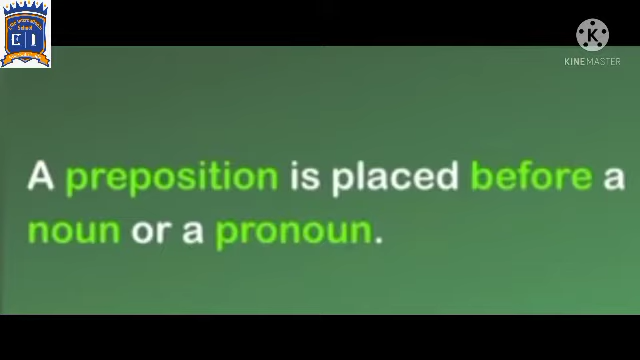 KINEMASTER
A preposition is placed before a
noun or a pronoun.